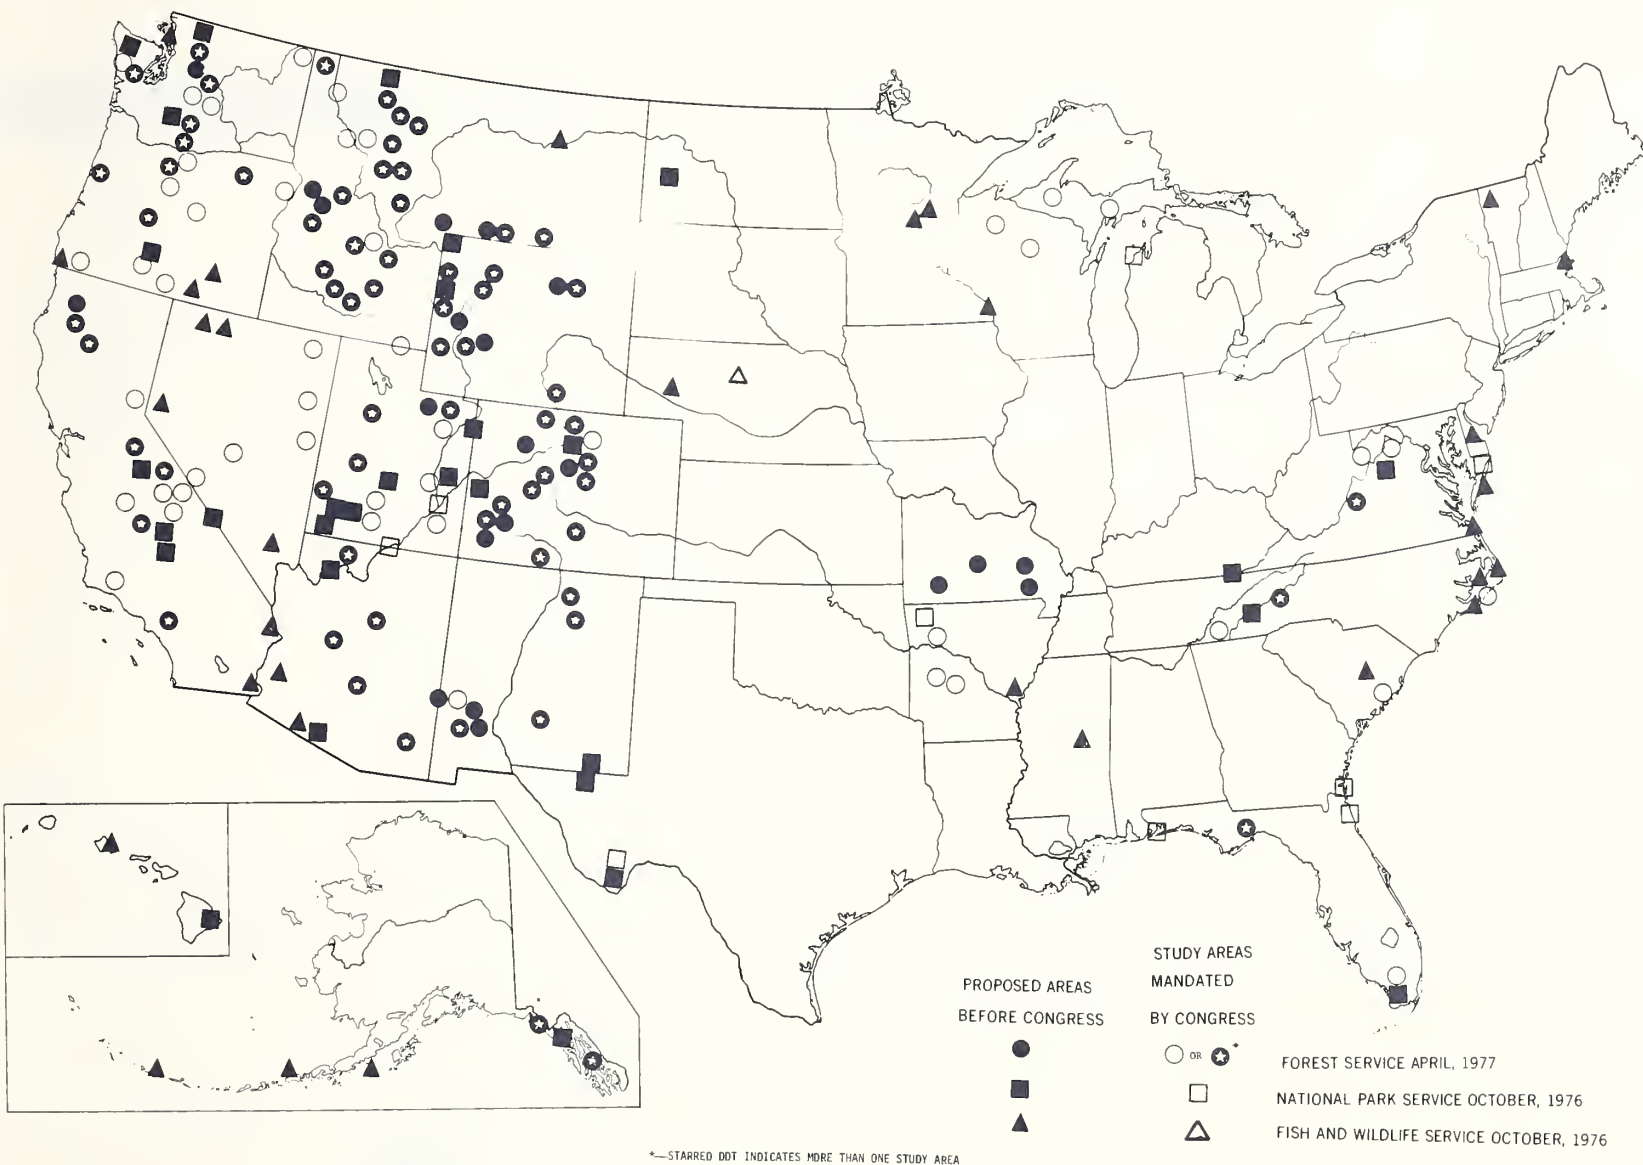 PROPOSED AREAS
BEFORE CONGRESS
STUDY AREAS
MANDATED
BY CONGRESS
OR *
FOREST SERVICE APRIL, 1977
NATIONAL PARK SERVICE OCTOBER, 1976
FISH AND WILDLIFE SERVICE OCTOBER, 1976
*—STARRED DOT INDICATES MORE THAN ONE STUDY AREA